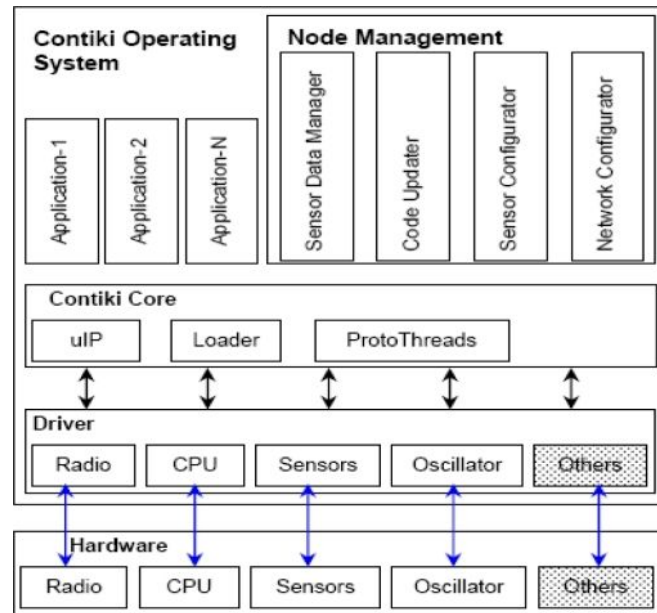 Contiki Operating
System
Node Management
Application-1
Application-2
Application-N
Sensor Data Manager
Code Updater
Sensor Configurator
Network Configurator
Contiki Core
uIP
Loader
ProtoThreads
Driver
Radio
CPU
Sensors
Oscillator
Others
Hardware
Radio
CPU
Sensors
Oscillator
Others